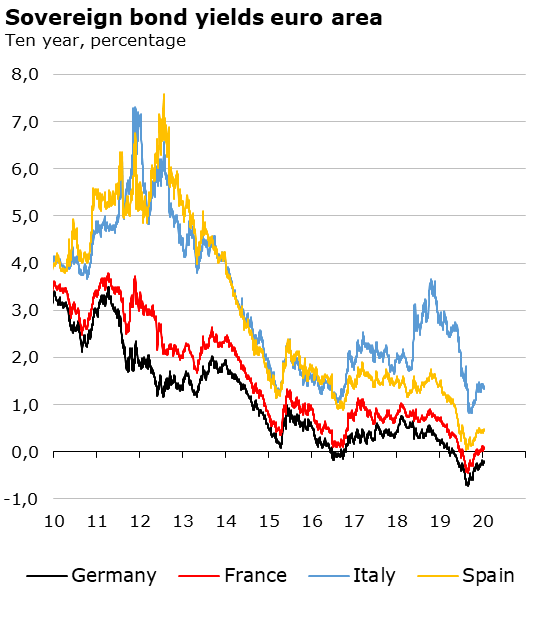 Sovereign bond yields euro area
Ten year, percentage
8,0
7,0
6,0
5,0
4,0
3,0
2,0
1,0
0,0
-1,0
10 11 12 13 14 15 16 17 18 19 20
Germany France Italy Spain